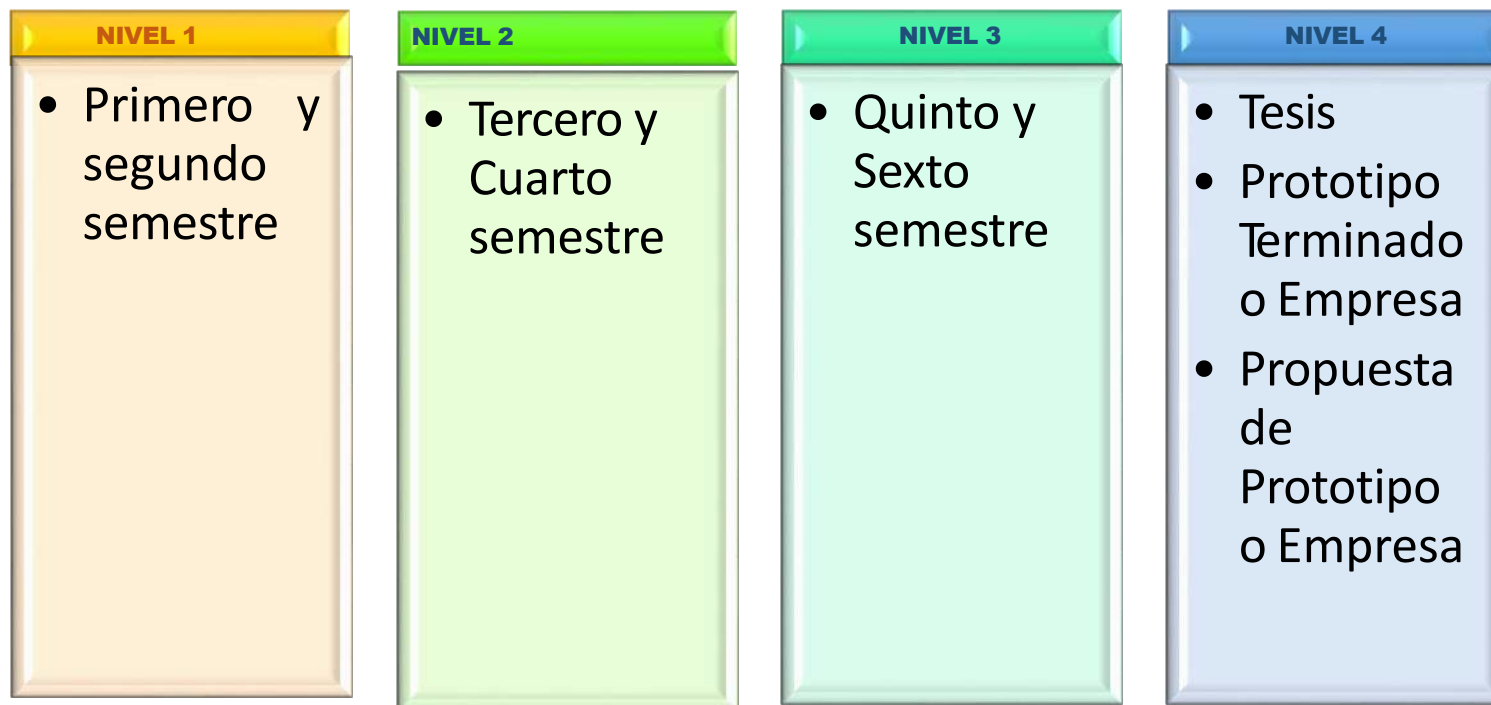 NIVEL 1
• Primero y
segundo
semestre
NIVEL 2
• Tercero y
Cuarto
semestre
NIVEL 3
• Quinto y
Sexto
semestre
NIVEL 4
• Tesis
• Prototipo
Terminado
o Empresa
• Propuesta
de
Prototipo
o Empresa